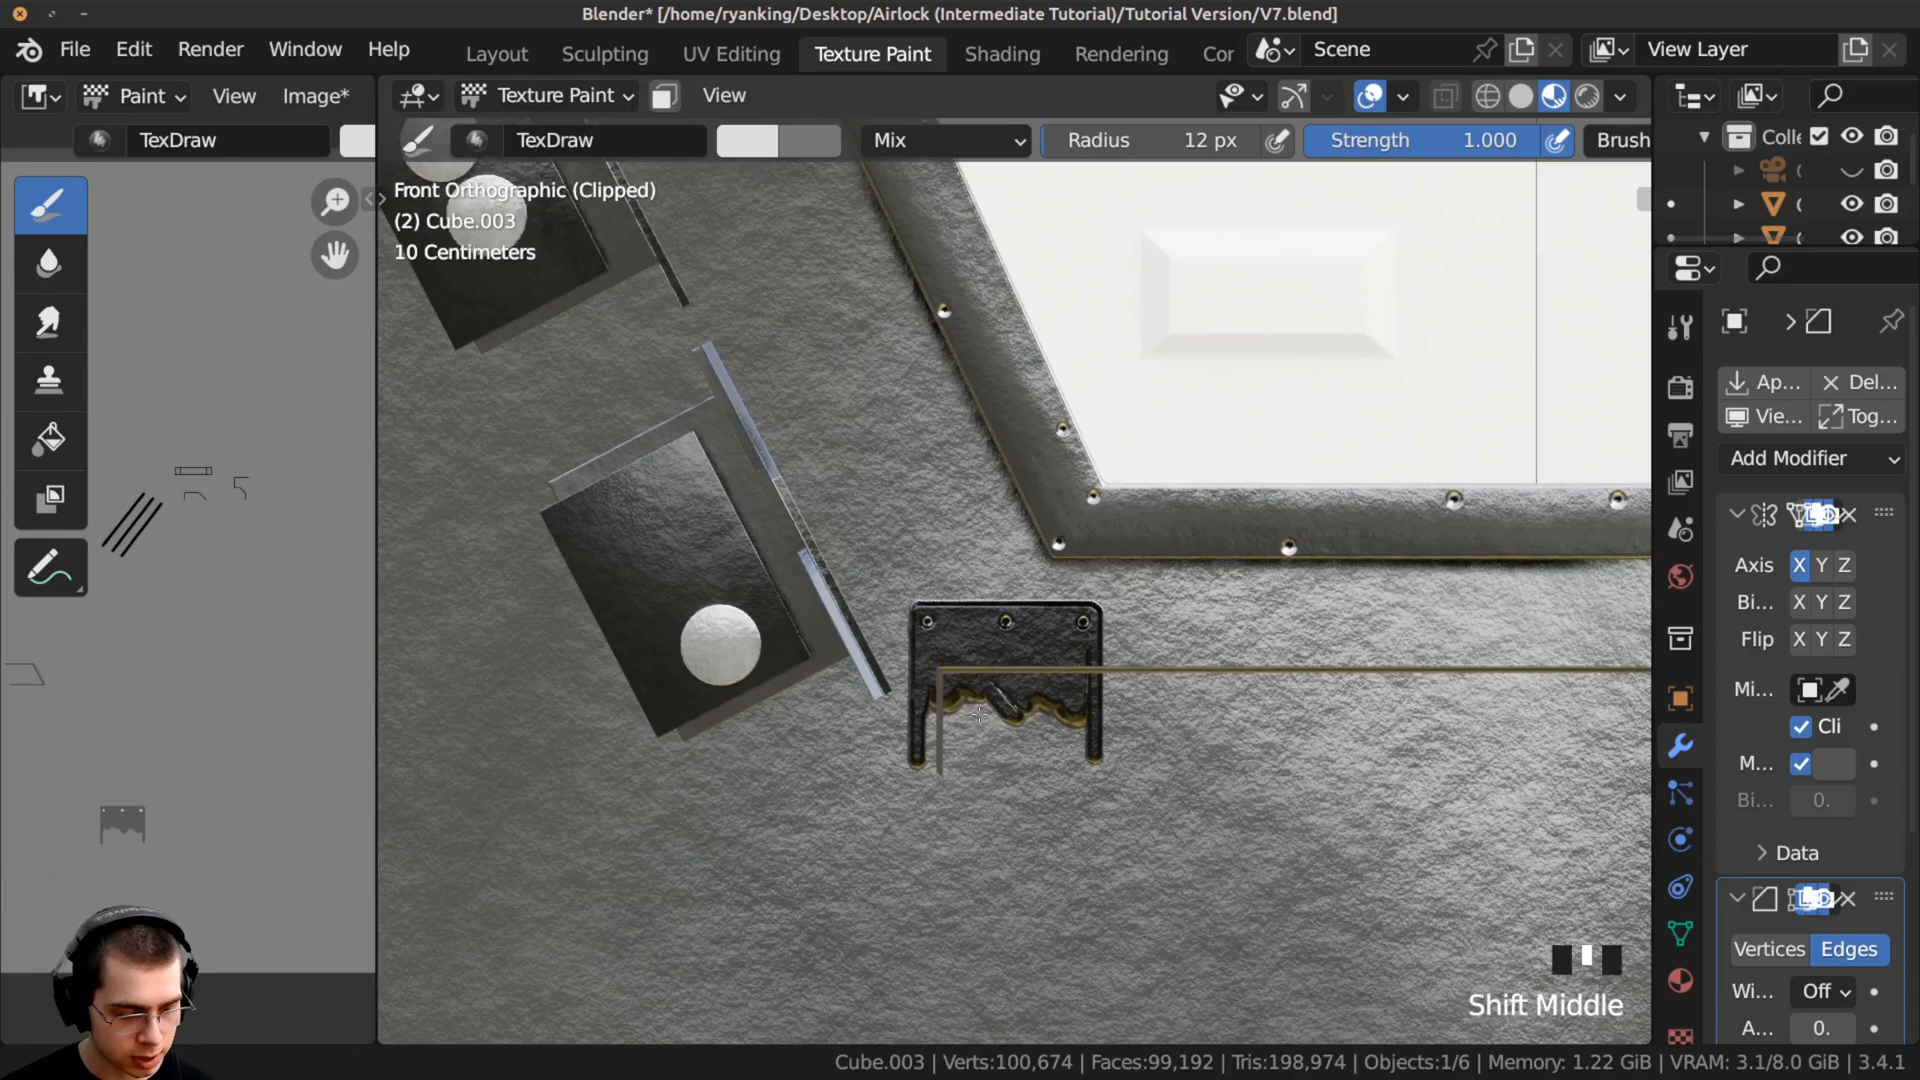 Blender* [/home/ryanking/Desktop/Airlock (Intermediate Tutorial)/Tutorial Version/V7.blend]
File Edit Render Window Help
Layout Sculpting UV Editing Texture Paint Shading Rendering Cor
Scene
View Layer
Paint View Image*
Texture Paint View
TexDraw
TexDraw
Mix
Radius 12 px
Strength 1.000
Brush
Colle
Front Orthographic (Clipped)
(2) Cube.003
10 Centimeters
Ap... Del...
Vie... Tog...
Add Modifier
Axis X Y Z
Bi... X Y Z
Flip X Y Z
Mi...
Cli
M...
Bi... 0.
Data
Vertices Edges
Wi... Off
A... 0.
Shift Middle
Cube.003 | Verts:100,674 | Faces:99,192 | Tris:198,974 | Objects:1/6 | Memory: 1.22 GiB | VRAM: 3.1/8.0 GiB | 3.4.1